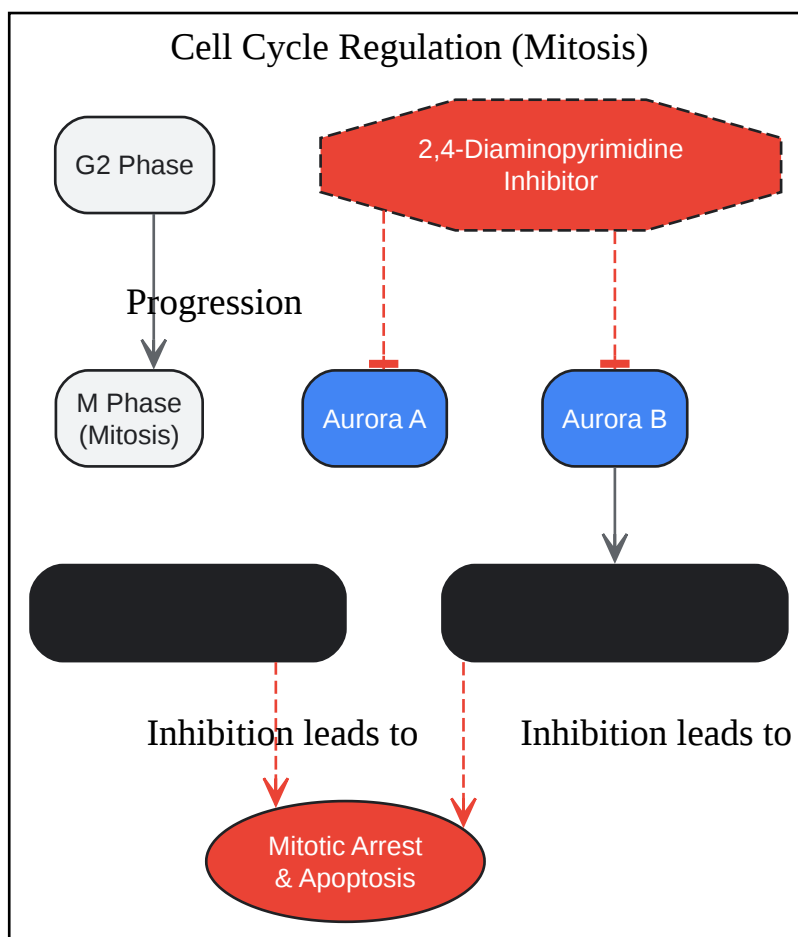 Cell Cycle Regulation (Mitosis)
G2 Phase
2,4-Diaminopyrimidine
Inhibitor
Progression
M Phase
(Mitosis)
Aurora A
Aurora B
Inhibition leads to
Inhibition leads to
Mitotic Arrest
& Apoptosis